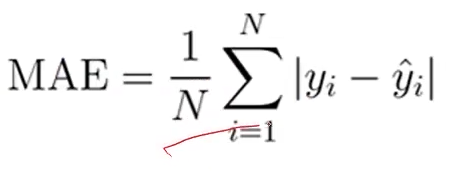 MAE = \frac{1}{N} \sum_{i=1}^{N} |y_i - \hat{y}_i|